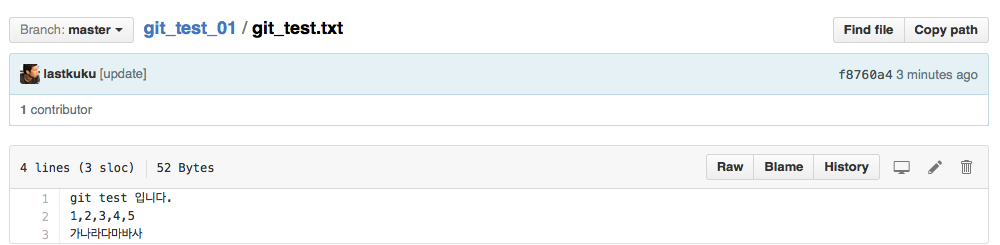 Branch: master git_test_01 / git_test.txt Find file Copy path
lastkuku [update] f8760a4 3 minutes ago
1 contributor
4 lines (3 sloc) 52 Bytes Raw Blame History
1 git test 입니다.
2 1,2,3,4,5
3 가나라다마바사